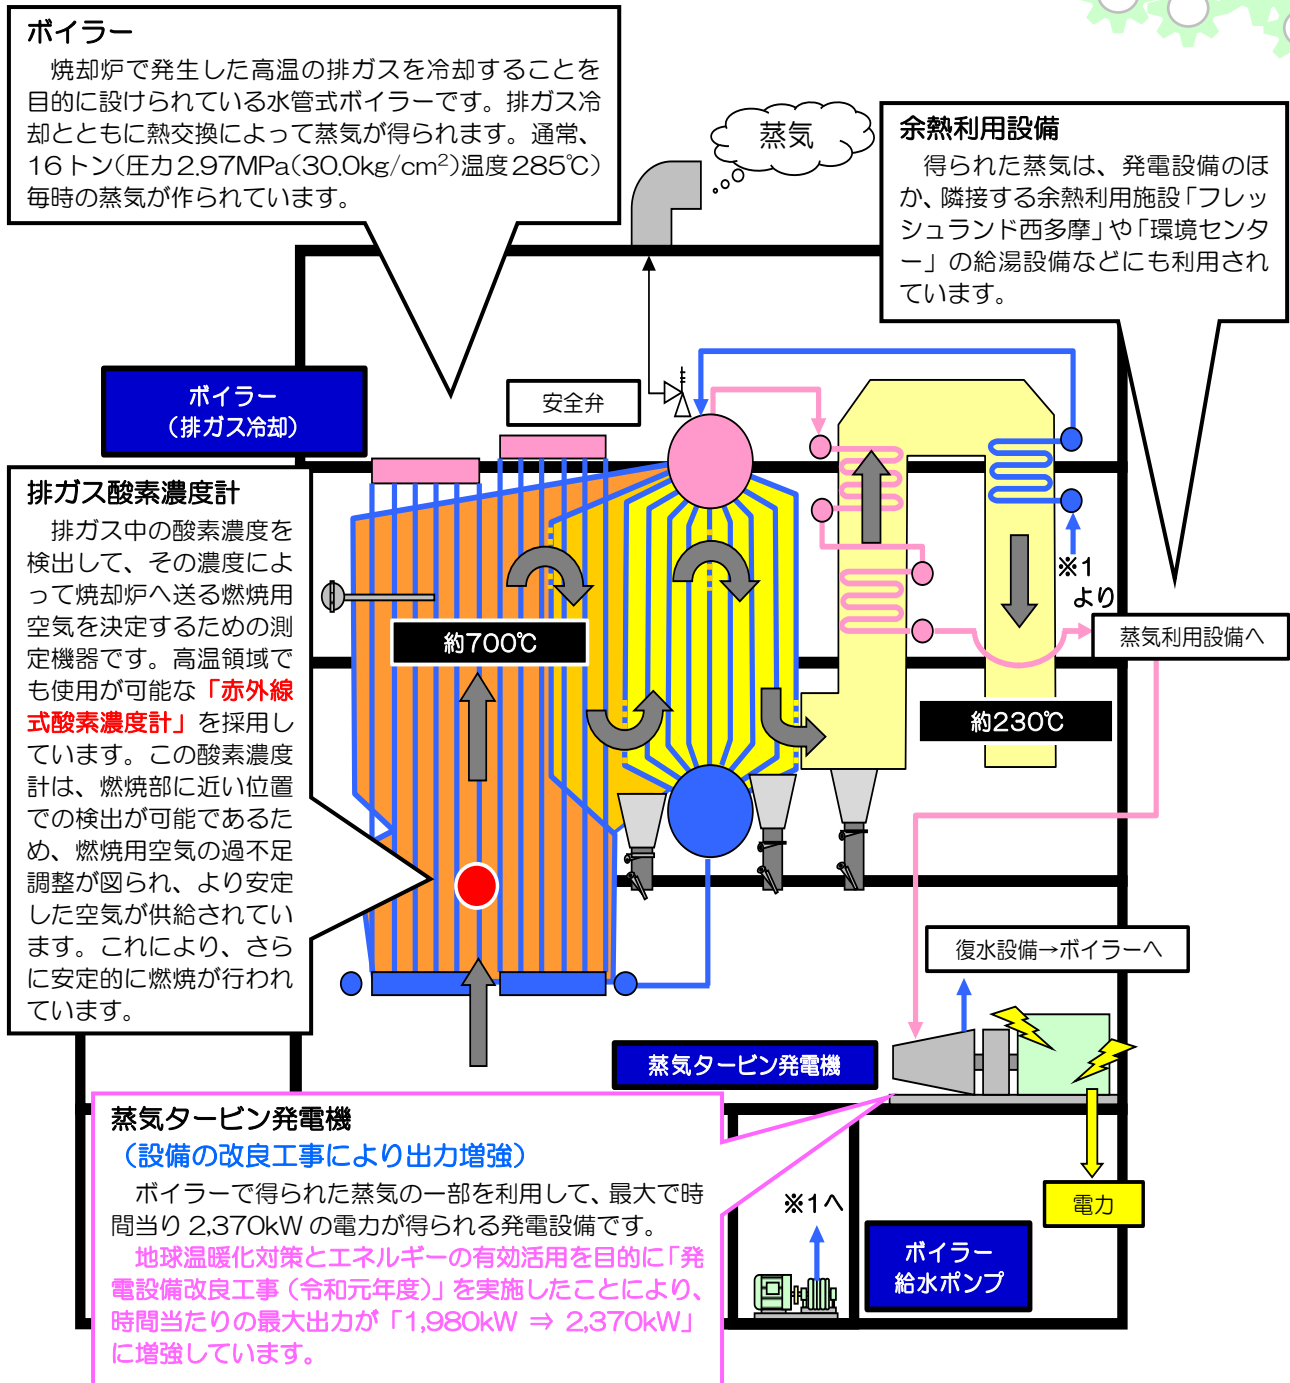 ボイラー
焼却炉で発生した高温の排ガスを冷却することを
目的に設けられている水管式ボイラーです。排ガス冷
却とともに熱交換によって蒸気が得られます。通常、
16トン(圧力2.97MPa(30.0kg/cm²)温度285℃)
毎時の蒸気が作られています。
蒸気
余熱利用設備
得られた蒸気は、発電設備のほ
か、隣接する余熱利用施設「フレッ
シュランド西多摩」や「環境センタ
ー」の給湯設備などにも利用され
ています。
ボイラー
（排ガス冷却）
安全弁
排ガス酸素濃度計
排ガス中の酸素濃度を
検出して、その濃度によ
って焼却炉へ送る燃焼用
空気を決定するための測
定機器です。高温領域で
も使用が可能な「赤外線
式酸素濃度計」を採用し
ています。この酸素濃度
計は、燃焼部に近い位置
での検出が可能であるた
め、燃焼用空気の過不足
調整が図られ、より安定
した空気が供給されてい
ます。これにより、さら
に安定的に燃焼が行われ
ています。
約700℃
※1
より
蒸気利用設備へ
約230℃
復水設備→ボイラーへ
蒸気タービン発電機
蒸気タービン発電機
（設備の改良工事により出力増強）
ボイラーで得られた蒸気の一部を利用して、最大で時
間当り 2,370kW の電力が得られる発電設備です。
地球温暖化対策とエネルギーの有効活用を目的に「発
電設備改良工事（令和元年度）」を実施したことにより、
時間当たりの最大出力が「1,980kW ⇒ 2,370kW」
に増強しています。
※1へ
電力
ボイラー
給水ポンプ